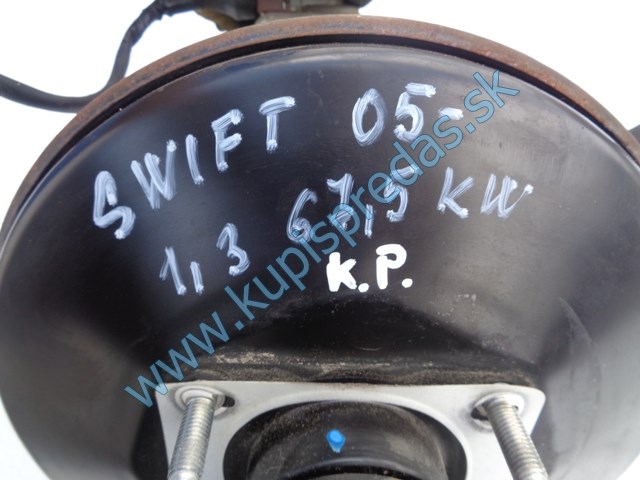 SWIFT 05-
1,3 67,5 KW
K.P.
www.kupispredas.sk